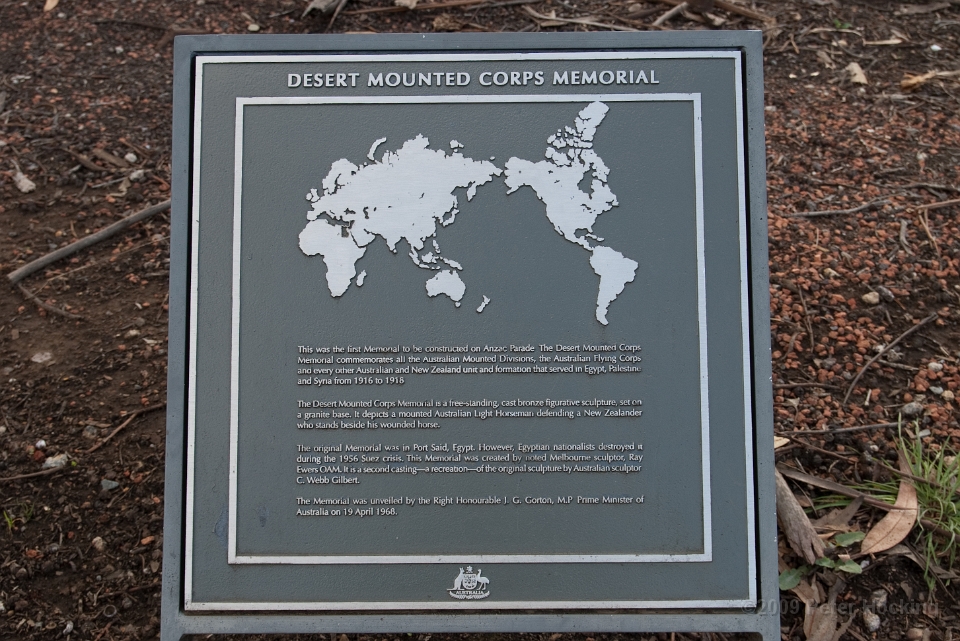 DESERT MOUNTED CORPS MEMORIAL
This was the first Memorial to be constructed on Anzac Parade. The Desert Mounted Corps
Memorial commemorates all the Australian Mounted Divisions, the Australian Flying Corps
and every other Australian and New Zealand unit and formation that served in Egypt, Palestine
and Syria from 1916 to 1918
The Desert Mounted Corps Memorial is a free-standing, cast bronze figurative sculpture, set on
a granite base. It depicts a mounted Australian Light Horseman defending a New Zealander
who stands beside his wounded horse.
The original Memorial was in Port Said, Egypt. However, Egyptian nationalists destroyed it
during the 1956 Suez crisis. This Memorial was created by noted Melbourne sculptor, Ray
Ewers OAM. It is a second casting—a recreation—of the original sculpture by Australian sculptor
C. Webb Gilbert.
The Memorial was unveiled by the Right Honourable J. G. Gorton, M.P. Prime Minister of
Australia on 19 April 1968.
AUSTRALIA
©2009 Peter Hocking